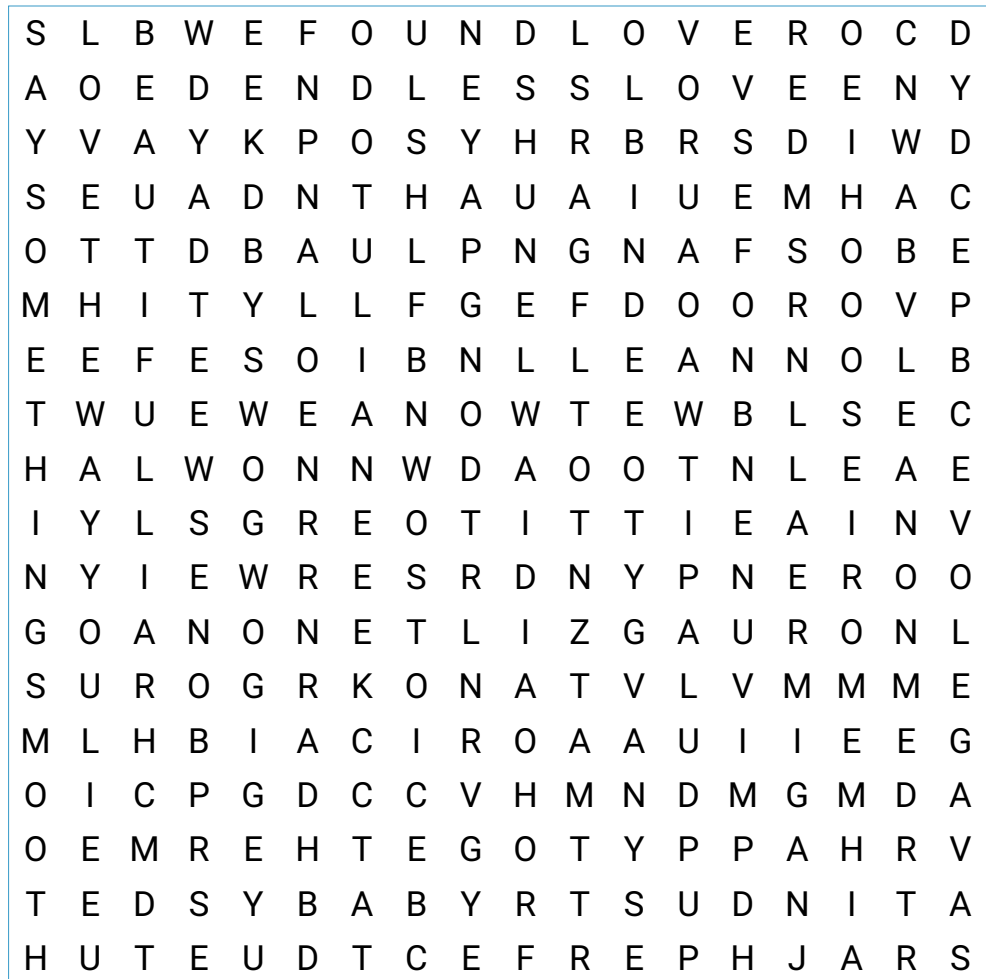 S L B W E F O U N D L O V E R O C D
A O E D E N D L E S S L O V E E N Y
Y V A Y K P O S Y H R B R S D I W D
S E U A D N T H A U A I U E M H A C
O T T D B A U L P N G N A F S O B E
M H I T Y L L F G E F D O O R O V P
E E F E S O I B N L L E A N N O L B
T W U E W E A N O W T E W B L S E C
H A L W O N N W D A O O T N L E A E
I Y L S G R E O T I T T I E A I N V
N Y I E W R E S R D N Y P N E R O O
G O A N O N E T L I Z G A U R O N L
S U R O G R K O N A T V L V M M M E
M L H B I A C I R O A A U I I E E G
O I C P G D C C V H M N D M G M D A
O E M R E H T E G O T Y P P A H R V
T E D S Y B A B Y R T S U D N I T A
H U T E U D T C E F R E P H J A R S